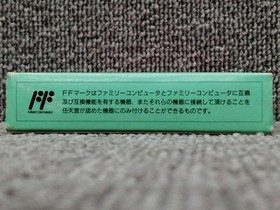 FFマークはファミリーコンピュータとファミリーコンピュータに互換
及び互換機能を有する機器、またそれらの機器に接続して頂けることを
任天堂が認めた機器にのみ付けることができるものです。